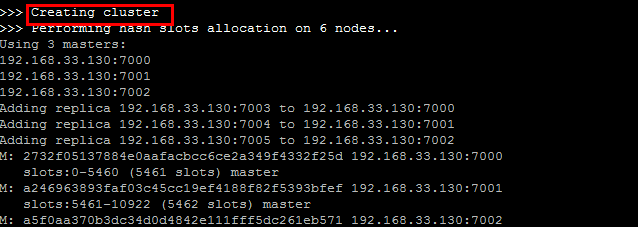 >>> Creating cluster
>>> Performing hash slots allocation on 6 nodes...
Using 3 masters:
192.168.33.130:7000
192.168.33.130:7001
192.168.33.130:7002
Adding replica 192.168.33.130:7003 to 192.168.33.130:7000
Adding replica 192.168.33.130:7004 to 192.168.33.130:7001
Adding replica 192.168.33.130:7005 to 192.168.33.130:7002
M: 2732f05137884e0aafacbcc6ce2a349f4332f25d 192.168.33.130:7000
slots:0-5460 (5461 slots) master
M: a246963893faf03c45cc19ef4188f82f5393bfef 192.168.33.130:7001
slots:5461-10922 (5462 slots) master
M: a5f0aa370b3dc34d0d4842e111fff5dc261eb571 192.168.33.130:7002